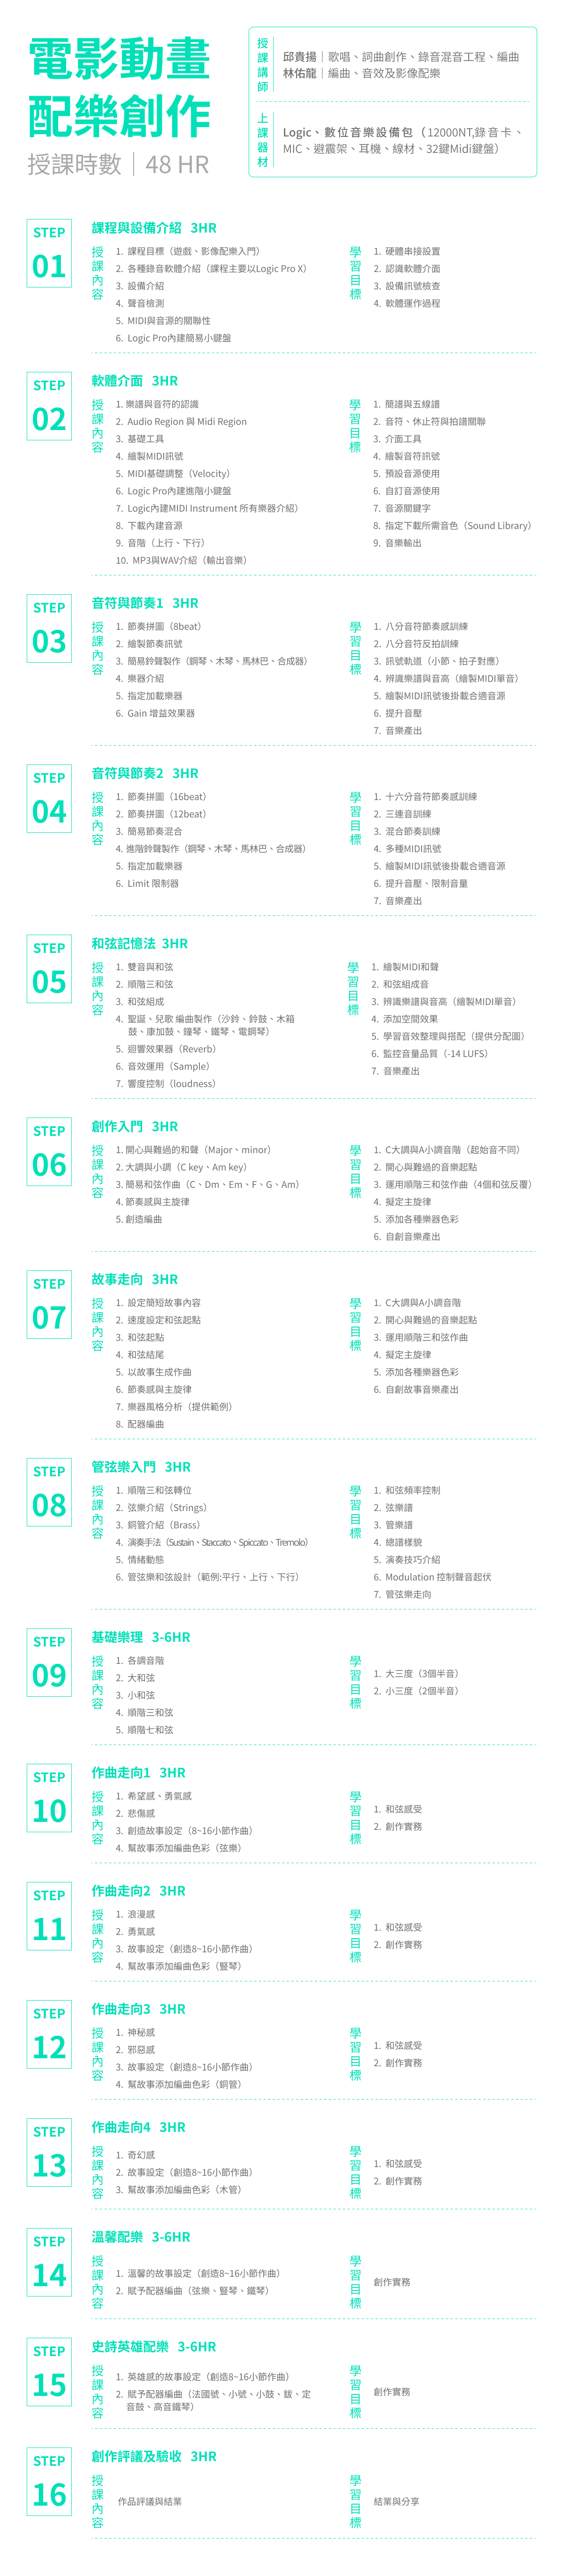 電影動畫
配樂創作
授課時數｜48 HR
授課講師
邱貴揚｜歌唱、詞曲創作、錄音混音工程、編曲
林佑龍｜編曲、音效及影像配樂
上課器材
Logic、數位音樂設備包（12000NT,錄音卡、
MIC、避震架、耳機、線材、32鍵Midi鍵盤）
STEP
01
課程與設備介紹 3HR
授課內容
1. 課程目標（遊戲、影像配樂入門）
2. 各種錄音軟體介紹（課程主要以Logic Pro X）
3. 設備介紹
4. 聲音檢測
5. MIDI與音源的關聯性
6. Logic Pro內建簡易小鍵盤
學習目標
1. 硬體串接設置
2. 認識軟體介面
3. 設備訊號檢查
4. 軟體運作過程
STEP
02
軟體介面 3HR
授課內容
1. 樂譜與音符的認識
2. Audio Region 與 Midi Region
3. 基礎工具
4. 繪製MIDI訊號
5. MIDI基礎調整（Velocity）
6. Logic Pro內建進階小鍵盤
7. Logic內建MIDI Instrument 所有樂器介紹）
8. 下載內建音源
9. 音階（上行、下行）
10. MP3與WAV介紹（輸出音樂）
學習目標
1. 簡譜與五線譜
2. 音符、休止符與拍譜關聯
3. 介面工具
4. 繪製音符訊號
5. 預設音源使用
6. 自訂音源使用
7. 音源關鍵字
8. 指定下載所需音色（Sound Library）
9. 音樂輸出
STEP
03
音符與節奏1 3HR
授課內容
1. 節奏拼圖（8beat）
2. 繪製節奏訊號
3. 簡易鈴聲製作（鋼琴、木琴、馬林巴、合成器）
4. 樂器介紹
5. 指定加載樂器
6. Gain 增益效果器
學習目標
1. 八分音符節奏感訓練
2. 八分音符反拍訓練
3. 訊號軌道（小節、拍子對應）
4. 辨識樂譜與音高（繪製MIDI單音）
5. 繪製MIDI訊號後掛載合適音源
6. 提升音壓
7. 音樂產出
STEP
04
音符與節奏2 3HR
授課內容
1. 節奏拼圖（16beat）
2. 節奏拼圖（12beat）
3. 簡易節奏混合
4. 進階鈴聲製作（鋼琴、木琴、馬林巴、合成器）
5. 指定加載樂器
6. Limit 限制器
學習目標
1. 十六分音符節奏感訓練
2. 三連音訓練
3. 混合節奏訓練
4. 多種MIDI訊號
5. 繪製MIDI訊號後掛載合適音源
6. 提升音壓、限制音量
7. 音樂產出
STEP
05
和弦記憶法 3HR
授課內容
1. 雙音與和弦
2. 順階三和弦
3. 和弦組成
4. 聖誕、兒歌 編曲製作（沙鈴、鈴鼓、木箱
鼓、康加鼓、鐘琴、鐵琴、電鋼琴）
5. 迴響效果器（Reverb）
6. 音效運用（Sample）
7. 響度控制（loudness）
學習目標
1. 繪製MIDI和聲
2. 和弦組成音
3. 辨識樂譜與音高（繪製MIDI單音）
4. 添加空間效果
5. 學習音效整理與搭配（提供分配圖）
6. 監控音量品質（-14 LUFS）
7. 音樂產出
STEP
06
創作入門 3HR
授課內容
1. 開心與難過的和聲（Major、minor）
2. 大調與小調（C key、Am key）
3. 簡易和弦作曲（C、Dm、Em、F、G、Am）
4. 節奏感與主旋律
5. 創造編曲
學習目標
1. C大調與A小調音階（起始音不同）
2. 開心與難過的音樂起點
3. 運用順階三和弦作曲（4個和弦反覆）
4. 擬定主旋律
5. 添加各種樂器色彩
6. 自創音樂產出
STEP
07
故事走向 3HR
授課內容
1. 設定簡短故事內容
2. 速度設定和弦起點
3. 和弦起點
4. 和弦結尾
5. 以故事生成作曲
6. 節奏感與主旋律
7. 樂器風格分析（提供範例）
8. 配器編曲
學習目標
1. C大調與A小調音階
2. 開心與難過的音樂起點
3. 運用順階三和弦作曲
4. 擬定主旋律
5. 添加各種樂器色彩
6. 自創故事音樂產出
STEP
08
管弦樂入門 3HR
授課內容
1. 順階三和弦轉位
2. 弦樂介紹（Strings）
3. 銅管介紹（Brass）
4. 演奏手法（Sustain、Staccato、Spiccato、Tremolo）
5. 情緒動態
6. 管弦樂和弦設計（範例:平行、上行、下行）
學習目標
1. 和弦頻率控制
2. 弦樂譜
3. 管樂譜
4. 總譜樣貌
5. 演奏技巧介紹
6. Modulation 控制聲音起伏
7. 管弦樂走向
STEP
09
基礎樂理 3-6HR
授課內容
1. 各調音階
2. 大和弦
3. 小和弦
4. 順階三和弦
5. 順階七和弦
學習目標
1. 大三度（3個半音）
2. 小三度（2個半音）
STEP
10
作曲走向1 3HR
授課內容
1. 希望感、勇氣感
2. 悲傷感
3. 創造故事設定（8~16小節作曲）
4. 幫故事添加編曲色彩（弦樂）
學習目標
1. 和弦感受
2. 創作實務
STEP
11
作曲走向2 3HR
授課內容
1. 浪漫感
2. 勇氣感
3. 故事設定（創造8~16小節作曲）
4. 幫故事添加編曲色彩（豎琴）
學習目標
1. 和弦感受
2. 創作實務
STEP
12
作曲走向3 3HR
授課內容
1. 神秘感
2. 邪惡感
3. 故事設定（創造8~16小節作曲）
4. 幫故事添加編曲色彩（銅管）
學習目標
1. 和弦感受
2. 創作實務
STEP
13
作曲走向4 3HR
授課內容
1. 奇幻感
2. 故事設定（創造8~16小節作曲）
3. 幫故事添加編曲色彩（木管）
學習目標
1. 和弦感受
2. 創作實務
STEP
14
溫馨配樂 3-6HR
授課內容
1. 溫馨的故事設定（創造8~16小節作曲）
2. 賦予配器編曲（弦樂、豎琴、鐵琴）
學習目標
創作實務
STEP
15
史詩英雄配樂 3-6HR
授課內容
1. 英雄感的故事設定（創造8~16小節作曲）
2. 賦予配器編曲（法國號、小號、小鼓、鈸、定
音鼓、高音鐵琴）
學習目標
創作實務
STEP
16
創作評議及驗收 3HR
授課內容
作品評議與結業
學習目標
結業與分享